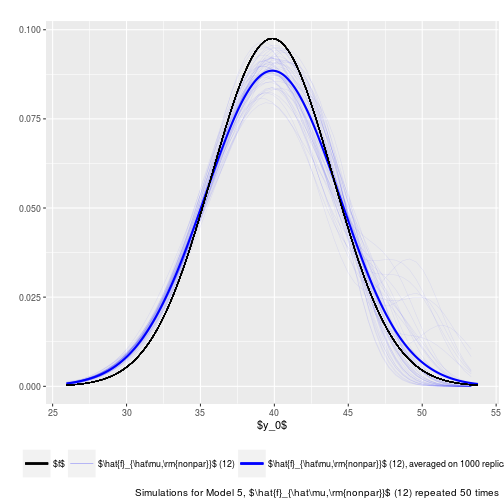 0.100
0.075
0.050
0.025
0.000
25 30 35 40 45 50 55
$y_0$
$f$ $\hat{f}_{\hat\mu,\rm{nonpar}}$ (12) $\hat{f}_{\hat\mu,\rm{nonpar}}$ (12), averaged on 1000 replic
Simulations for Model 5, $\hat{f}_{\hat\mu,\rm{nonpar}}$ (12) repeated 50 times